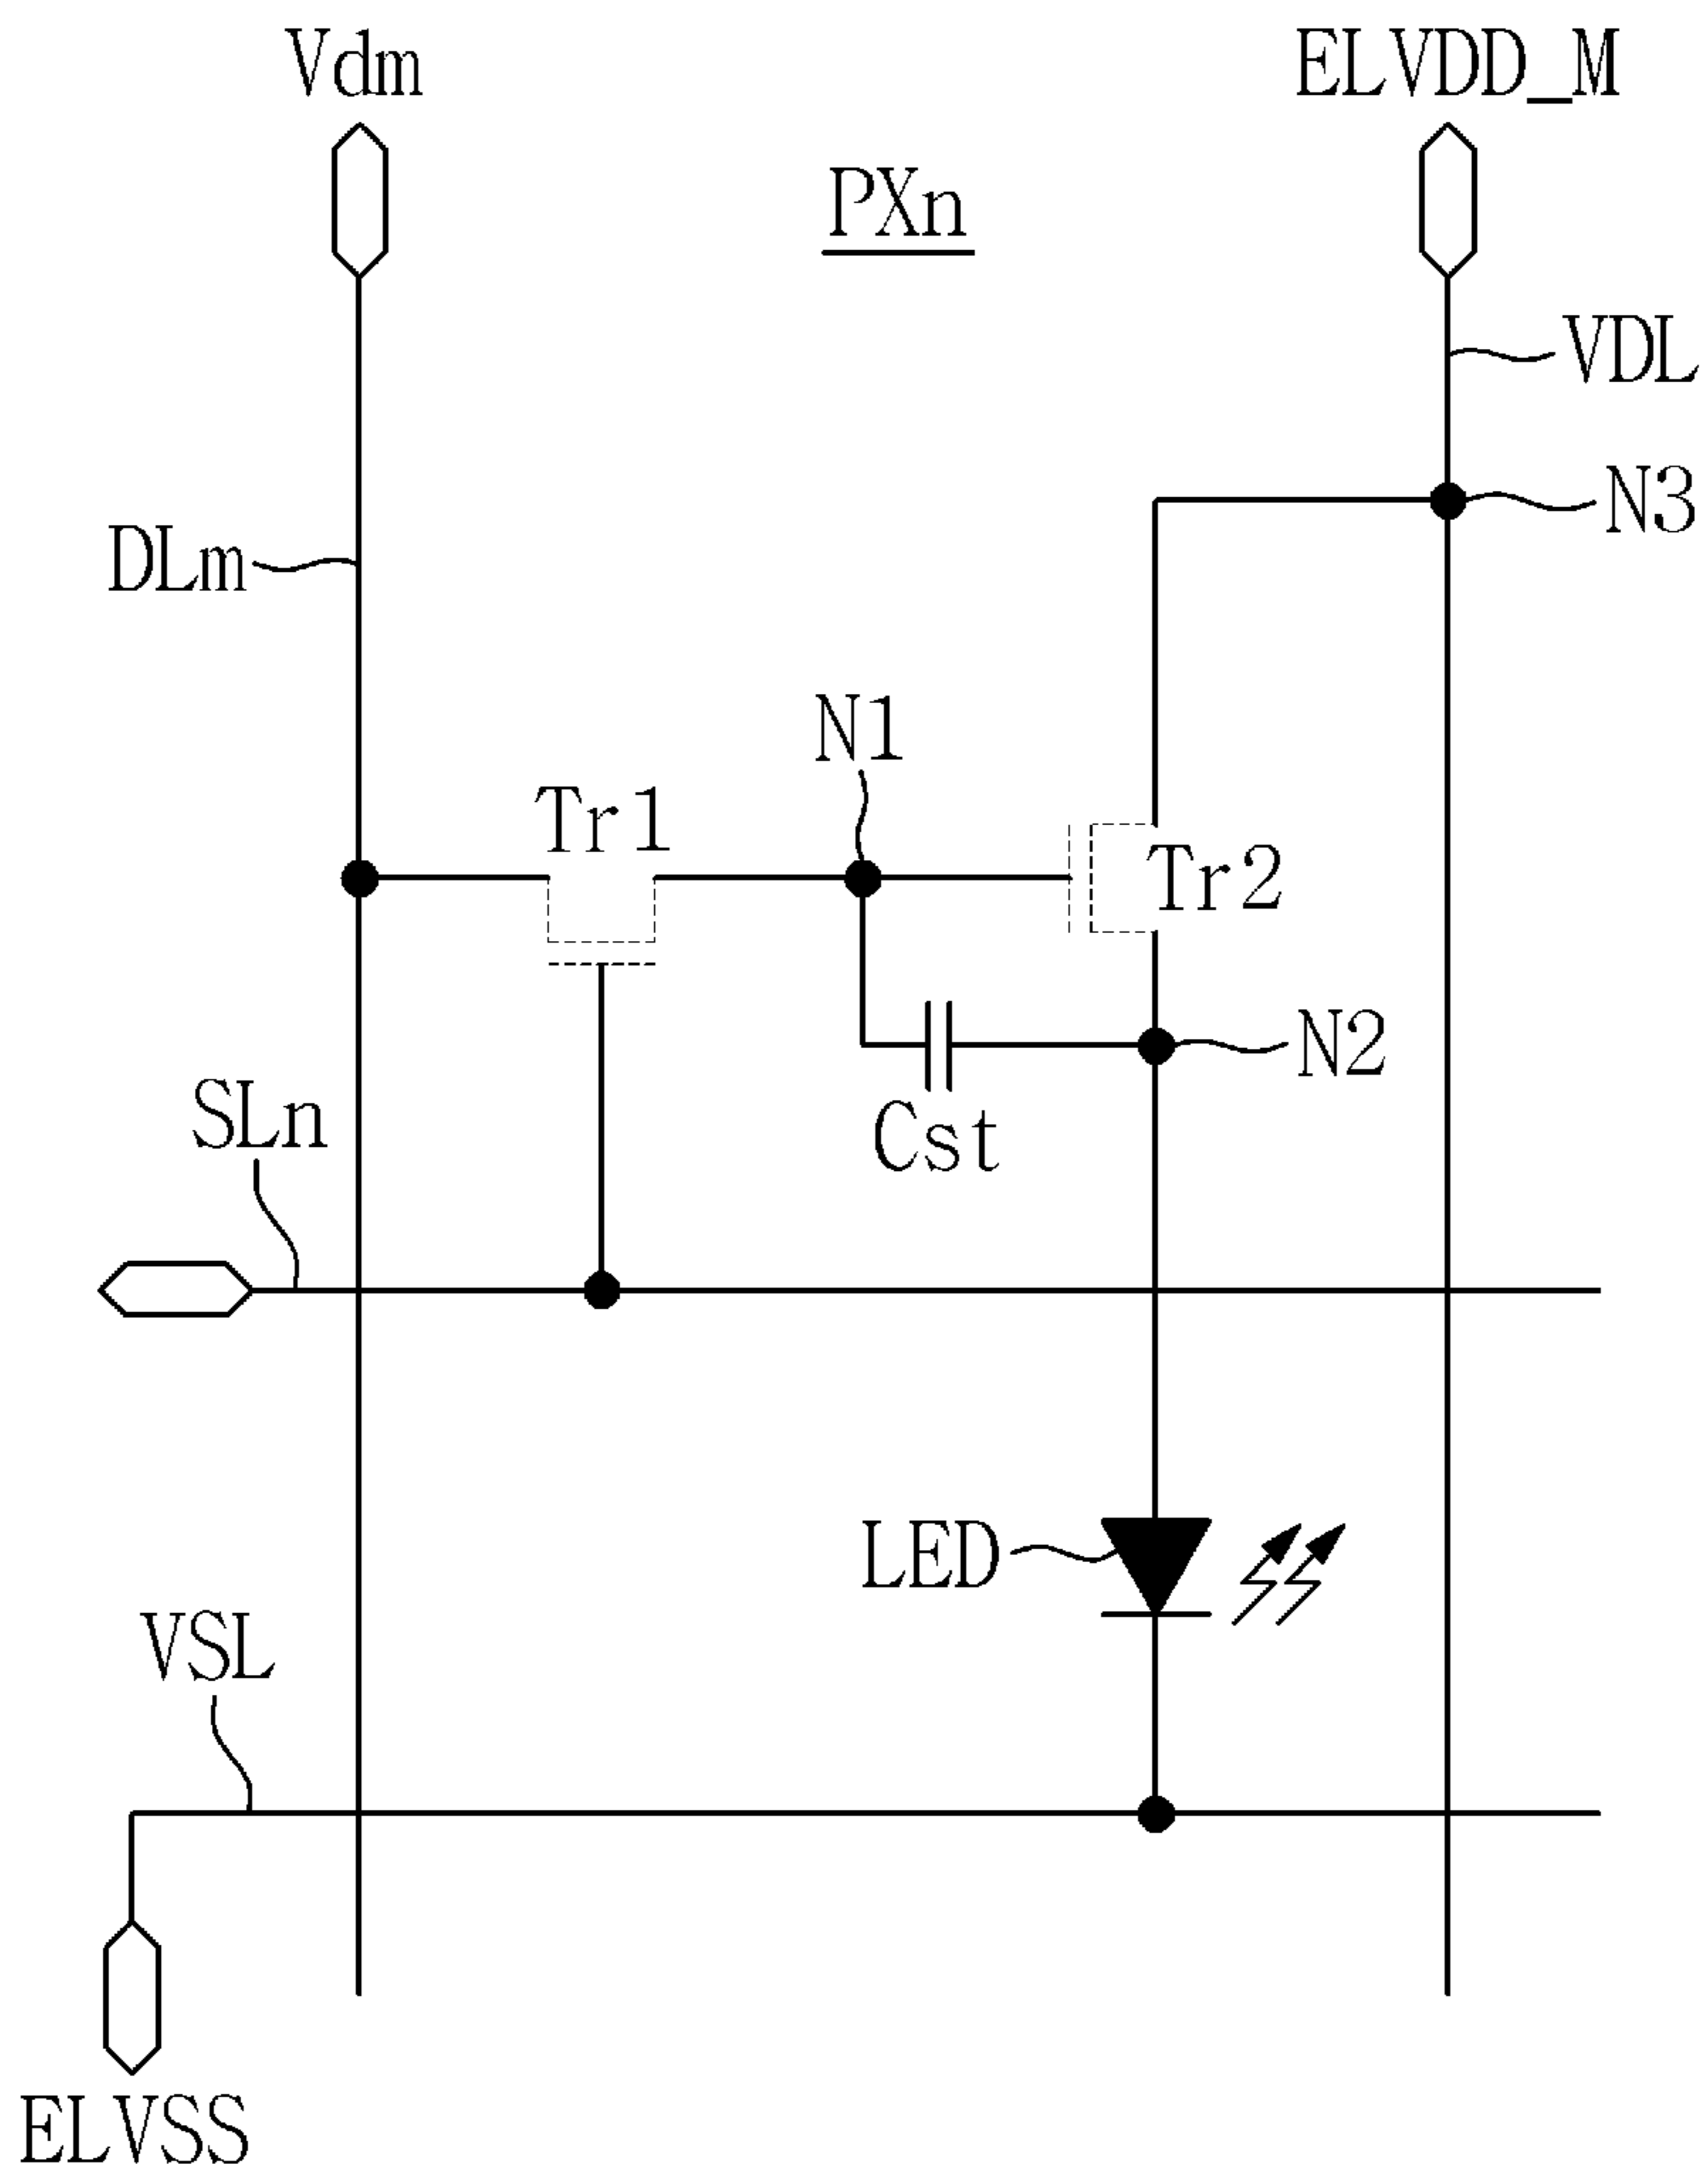 Vdm
ELVDD_M
PXn
VDL
N3
DLm
N1
Tr1
Tr2
N2
SLn
Cst
LED
VSL
ELVSS